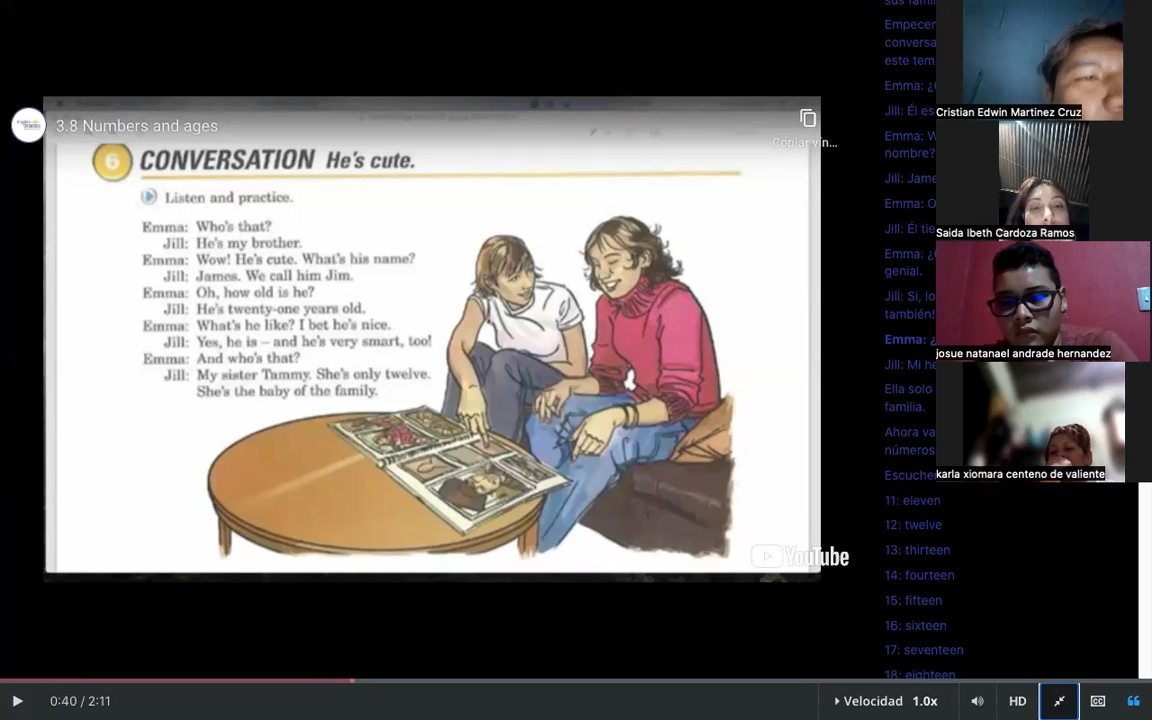 3.8 Numbers and ages
Copiar vín...
6 CONVERSATION He's cute.
Listen and practice.
Emma: Who's that?
Jill: He's my brother.
Emma: Wow! He's cute. What's his name?
Jill: James. We call him Jim.
Emma: Oh, how old is he?
Jill: He's twenty-one years old.
Emma: What's he like? I bet he's nice.
Jill: Yes, he is – and he's very smart, too!
Emma: And who's that?
Jill: My sister Tammy. She's only twelve.
She's the baby of the family.
YouTube
Empecer
conversa
este tem
Emma: ¿
Jill: Él es
Emma: W
nombre?
Jill: Jame
Emma: O
Jill: Él tie
Emma: ¿
genial.
Jill: Si, lo
también!
Emma: ¿
Jill: Mi he
Ella solo
familia.
Ahora va
números
Escuche
11: eleven
12: twelve
13: thirteen
14: fourteen
15: fifteen
16: sixteen
17: seventeen
18: eighteen
Cristian Edwin Martinez Cruz
Saida Ibeth Cardoza Ramos
josue natanael andrade hernandez
karla xiomara centeno de valiente
0:40 / 2:11
Velocidad 1.0x
HD
CC